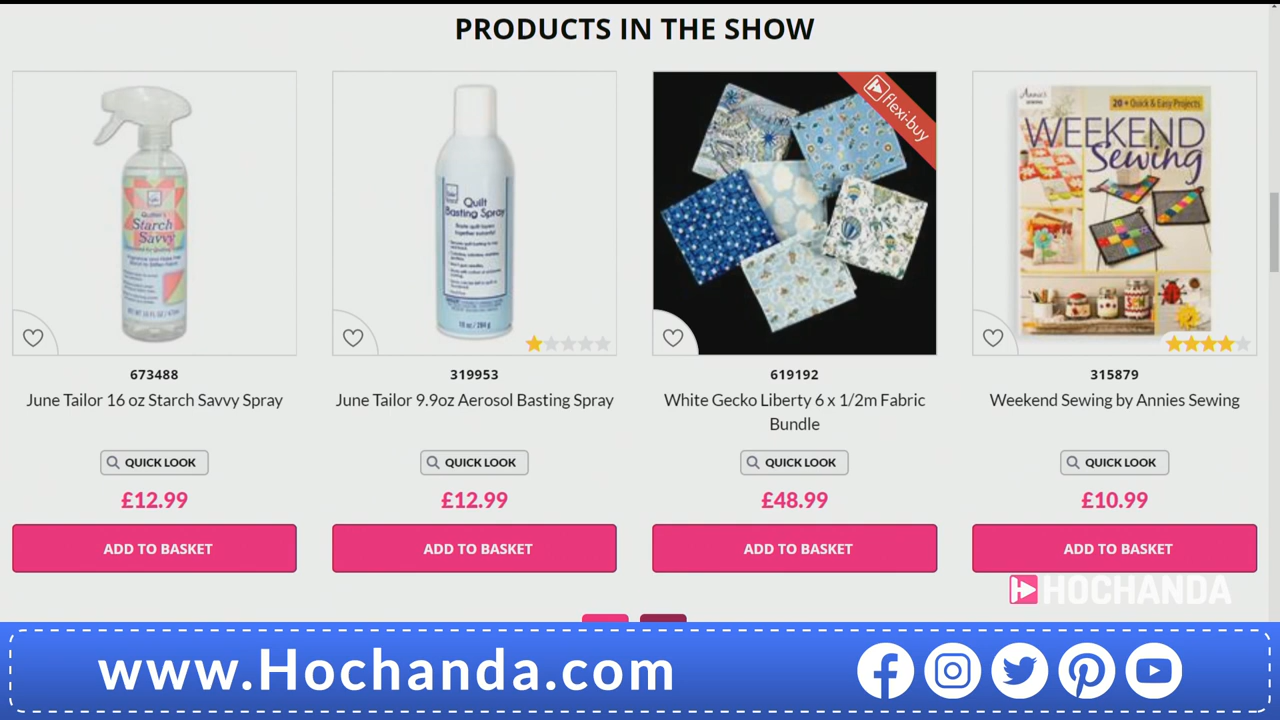 PRODUCTS IN THE SHOW
Quilter's
Starch
Savvy
Quilt
Basting Spray
flexi-buy
Annie's
20+ Quick & Easy Projects
WEEKEND
Sewing
673488
319953
619192
315879
June Tailor 16 oz Starch Savvy Spray
June Tailor 9.9oz Aerosol Basting Spray
White Gecko Liberty 6 x 1/2m Fabric
Bundle
Weekend Sewing by Annies Sewing
QUICK LOOK
QUICK LOOK
QUICK LOOK
QUICK LOOK
£12.99
£12.99
£48.99
£10.99
ADD TO BASKET
ADD TO BASKET
ADD TO BASKET
ADD TO BASKET
HOCHANDA
www.Hochanda.com